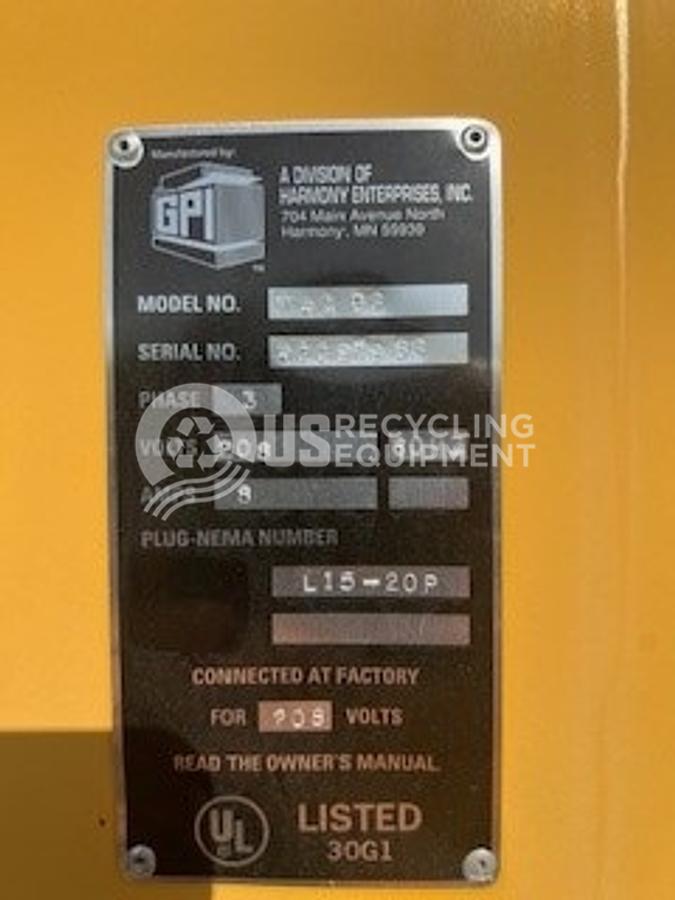 Manufactured by:
GPI
TM
A DIVISION OF
HARMONY ENTERPRISES, INC.
704 Main Avenue North
Harmony, MN 55939
MODEL NO.
SERIAL NO.
PHASE 3
VOLTS 208
AMPS 8
US RECYCLING
EQUIPMENT
PLUG-NEMA NUMBER
L15-20P
CONNECTED AT FACTORY
FOR 208 VOLTS
READ THE OWNER'S MANUAL
UL LISTED
30G1